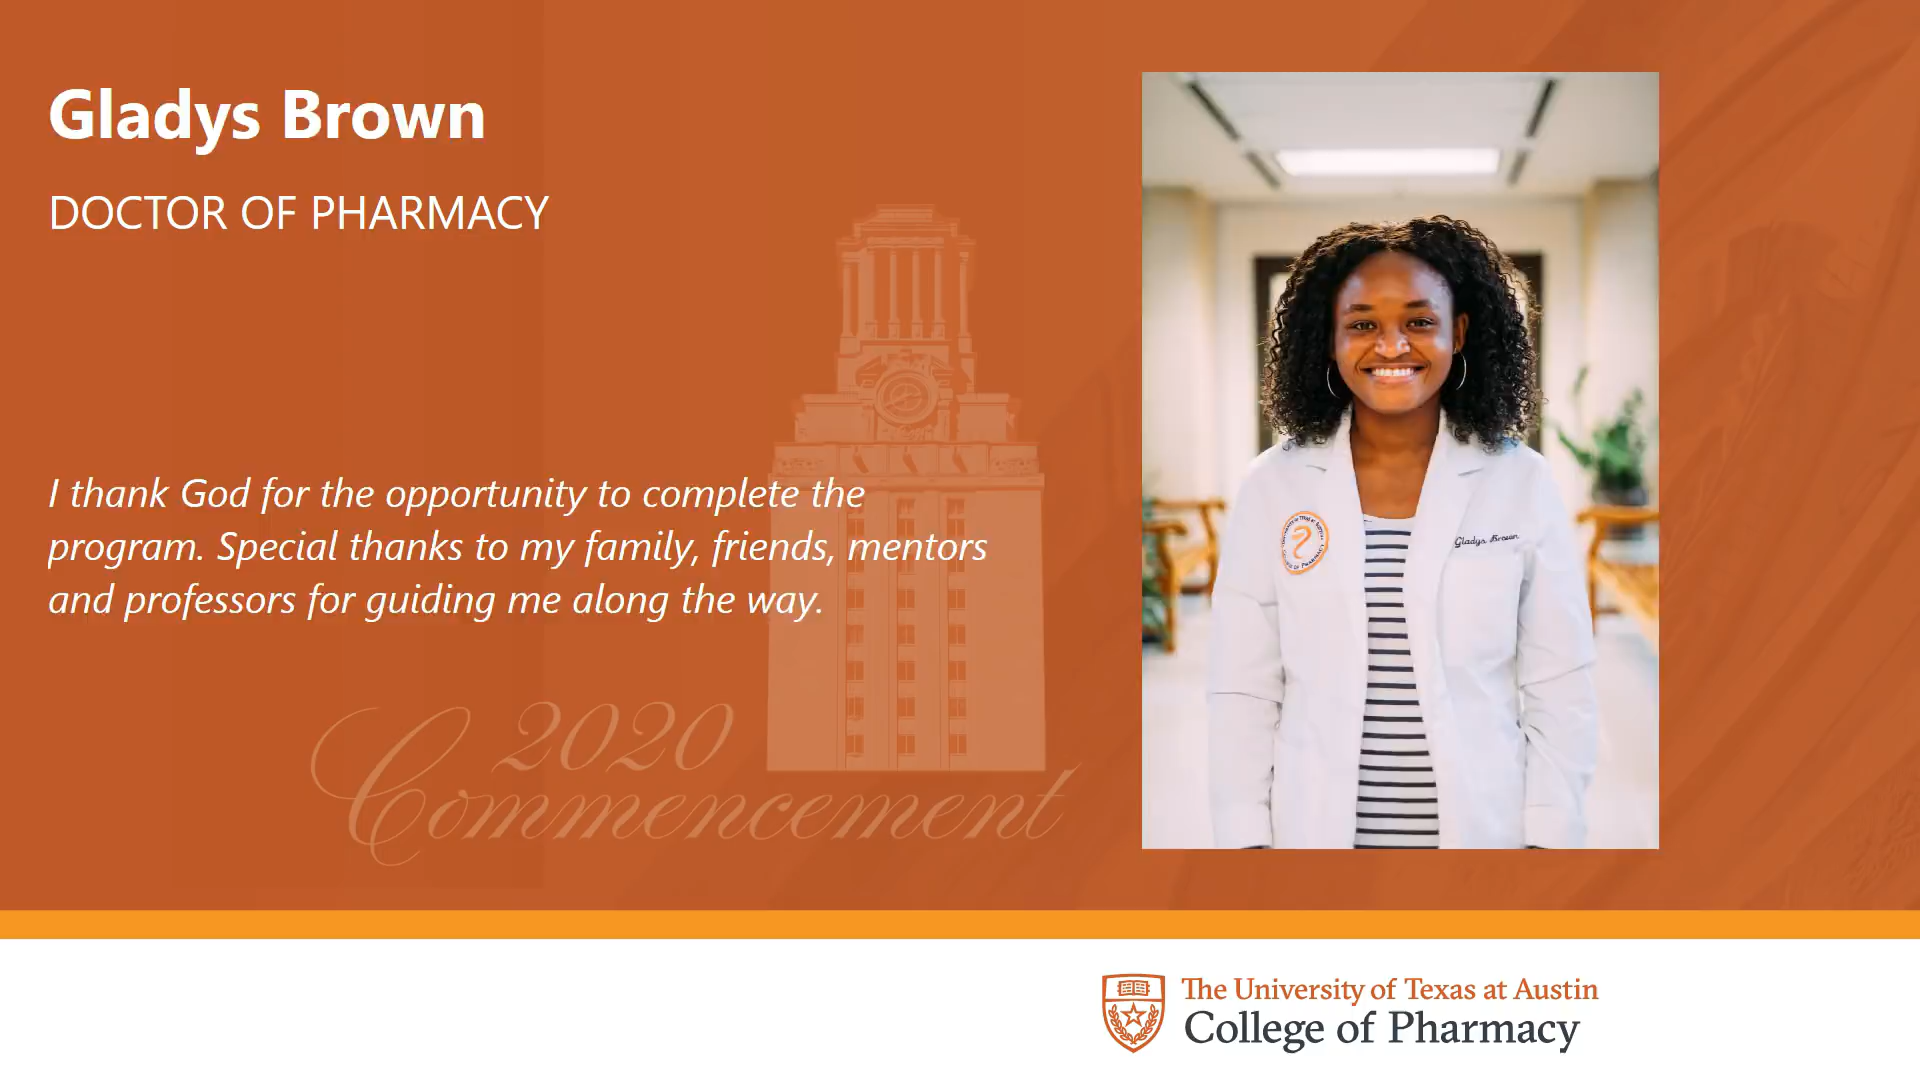 Gladys Brown
DOCTOR OF PHARMACY
I thank God for the opportunity to complete the
program. Special thanks to my family, friends, mentors
and professors for guiding me along the way.
2020
Commencement
Gladys Brown
The University of Texas at Austin
College of Pharmacy